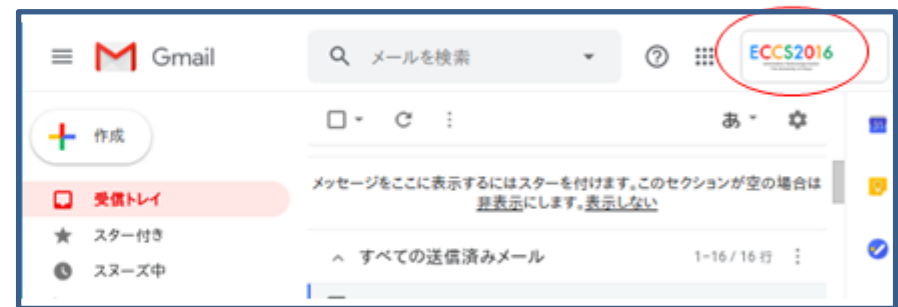 Gmail
メールを検索
ECCS2016
作成
あ
メッセージをここに表示するにはスターを付けます。このセクションが空の場合は
非表示にします。表示しない
受信トレイ
スター付き
すべての送信済みメール
1-16 / 16 行
スヌーズ中